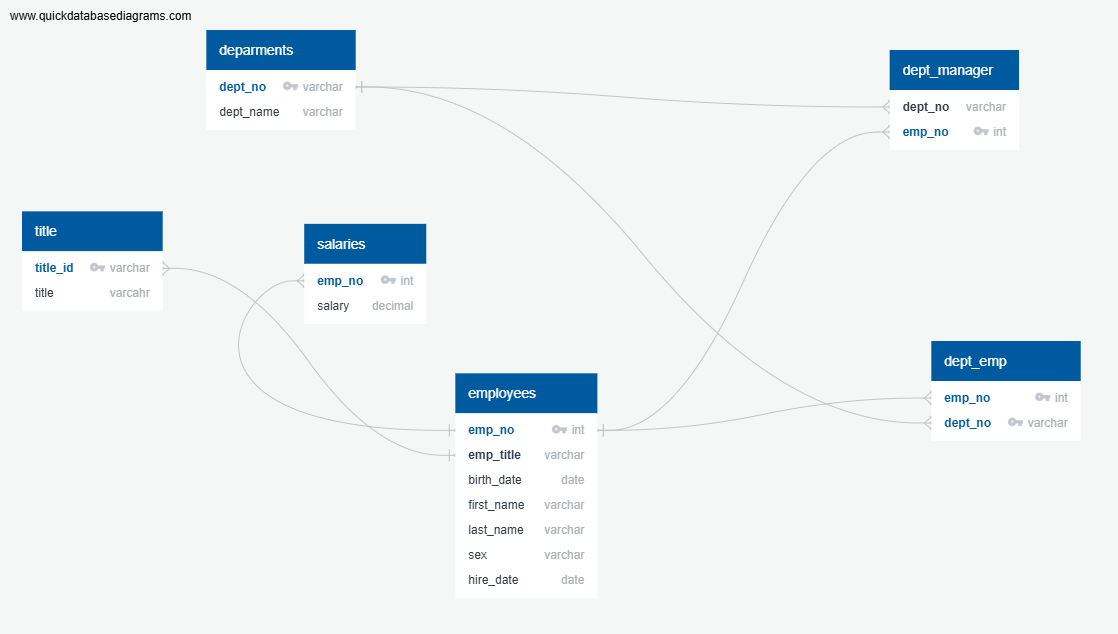 www.quickdatabasediagrams.com
deparments
dept_no varchar
dept_name varchar
dept_manager
dept_no varchar
emp_no int
title
title_id varchar
title varcahr
salaries
emp_no int
salary decimal
employees
emp_no int
emp_title varchar
birth_date date
first_name varchar
last_name varchar
sex varchar
hire_date date
dept_emp
emp_no int
dept_no varchar